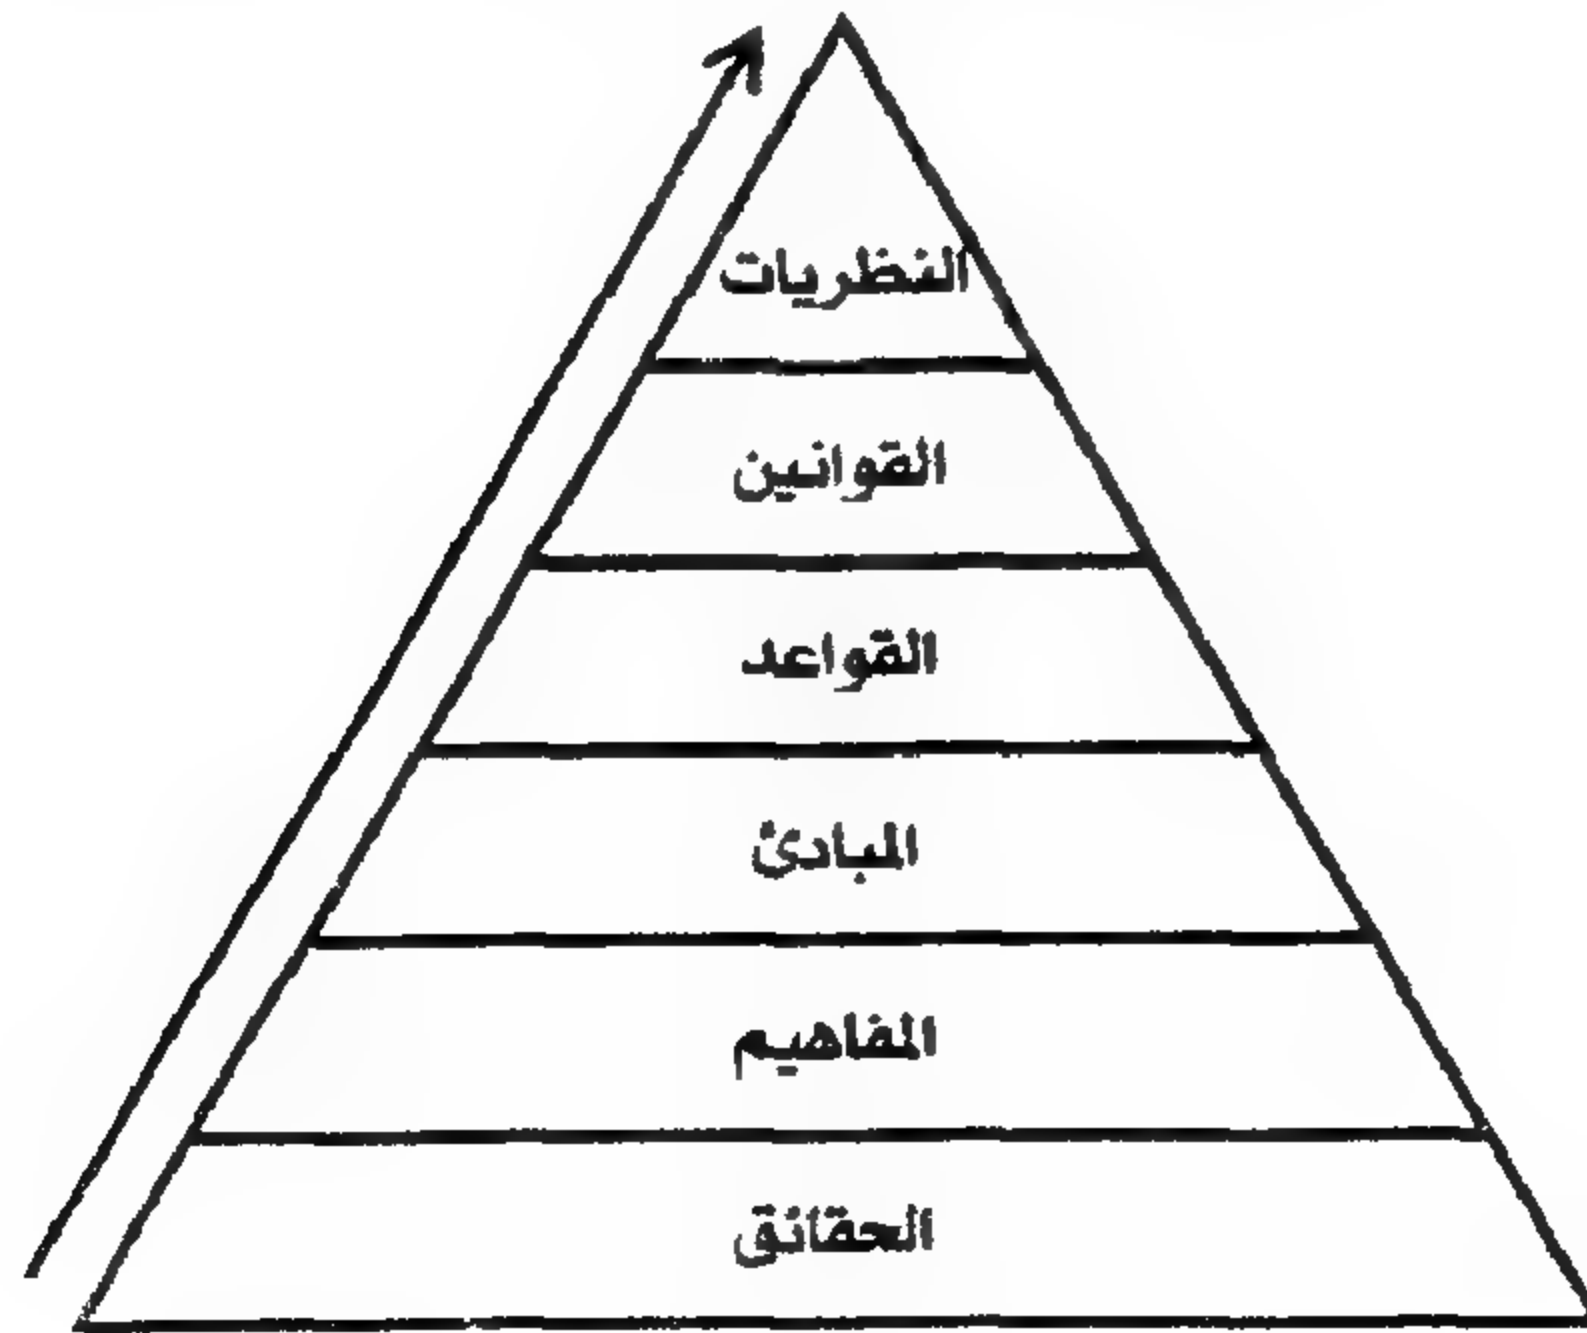 النظريات
القوانين
القواعد
المبادئ
المفاهيم
الحقائق